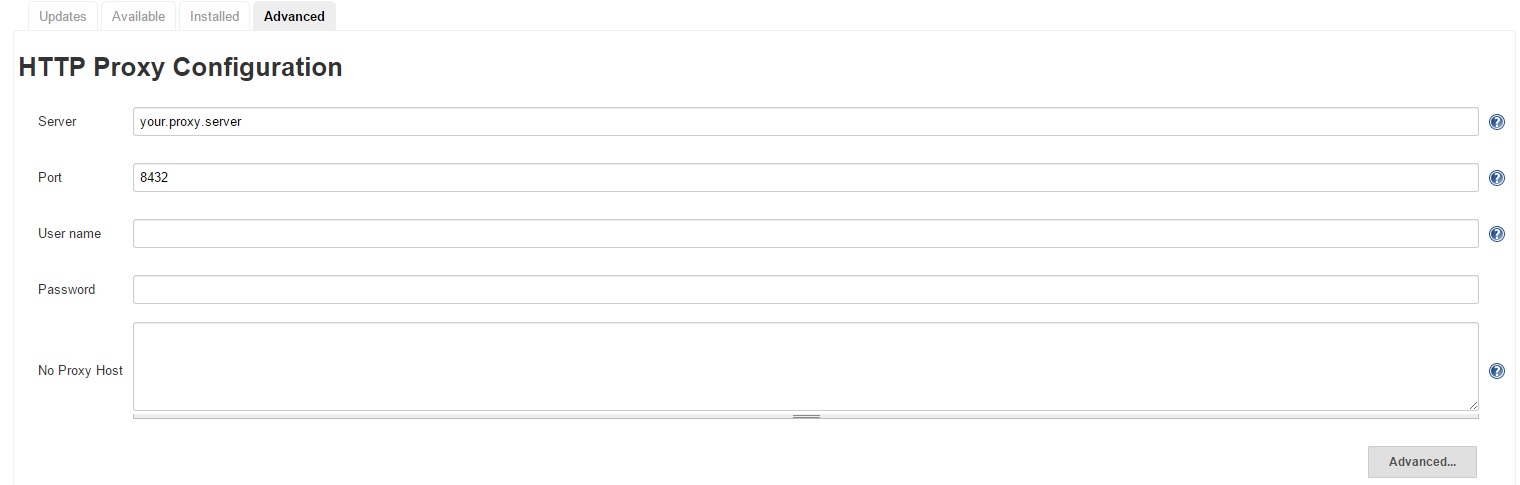 Updates Available Installed Advanced
HTTP Proxy Configuration
Server your.proxy.server ?
Port 8432 ?
User name ?
Password
No Proxy Host ?
Advanced...